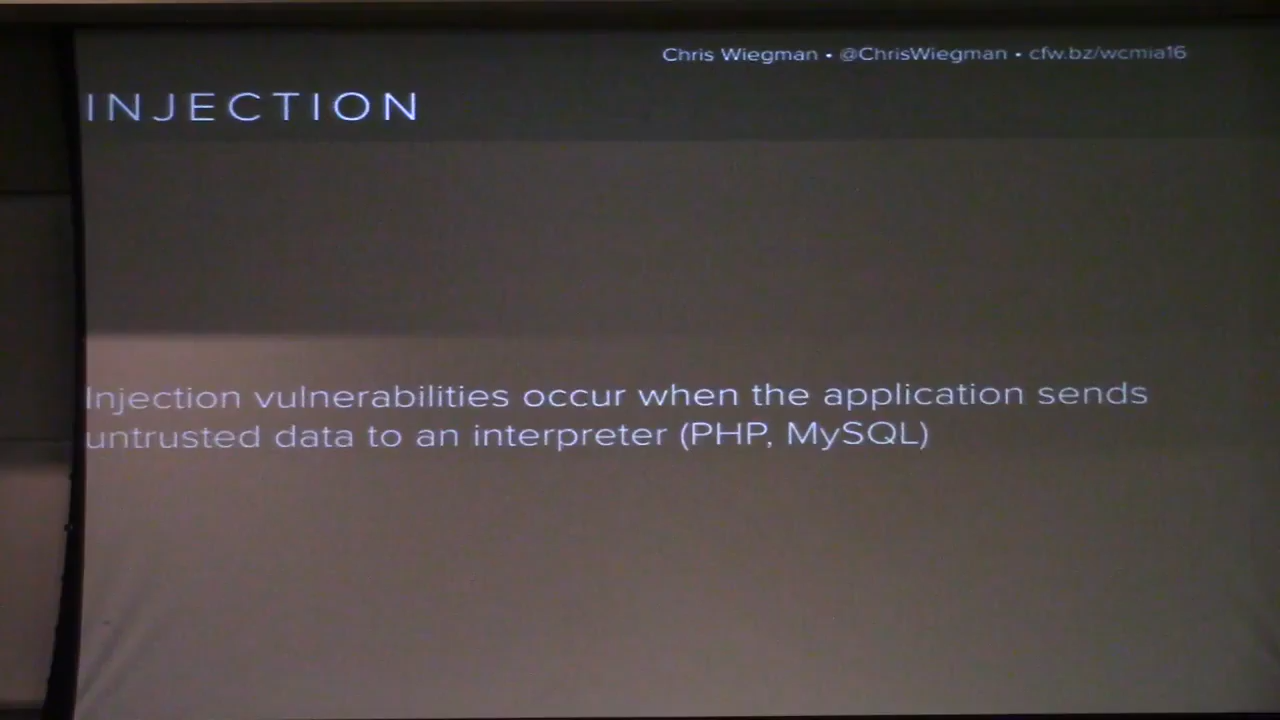 Chris Wiegman • @ChrisWiegman • cfw.bz/wcmia16
INJECTION
Injection vulnerabilities occur when the application sends
untrusted data to an interpreter (PHP, MySQL)